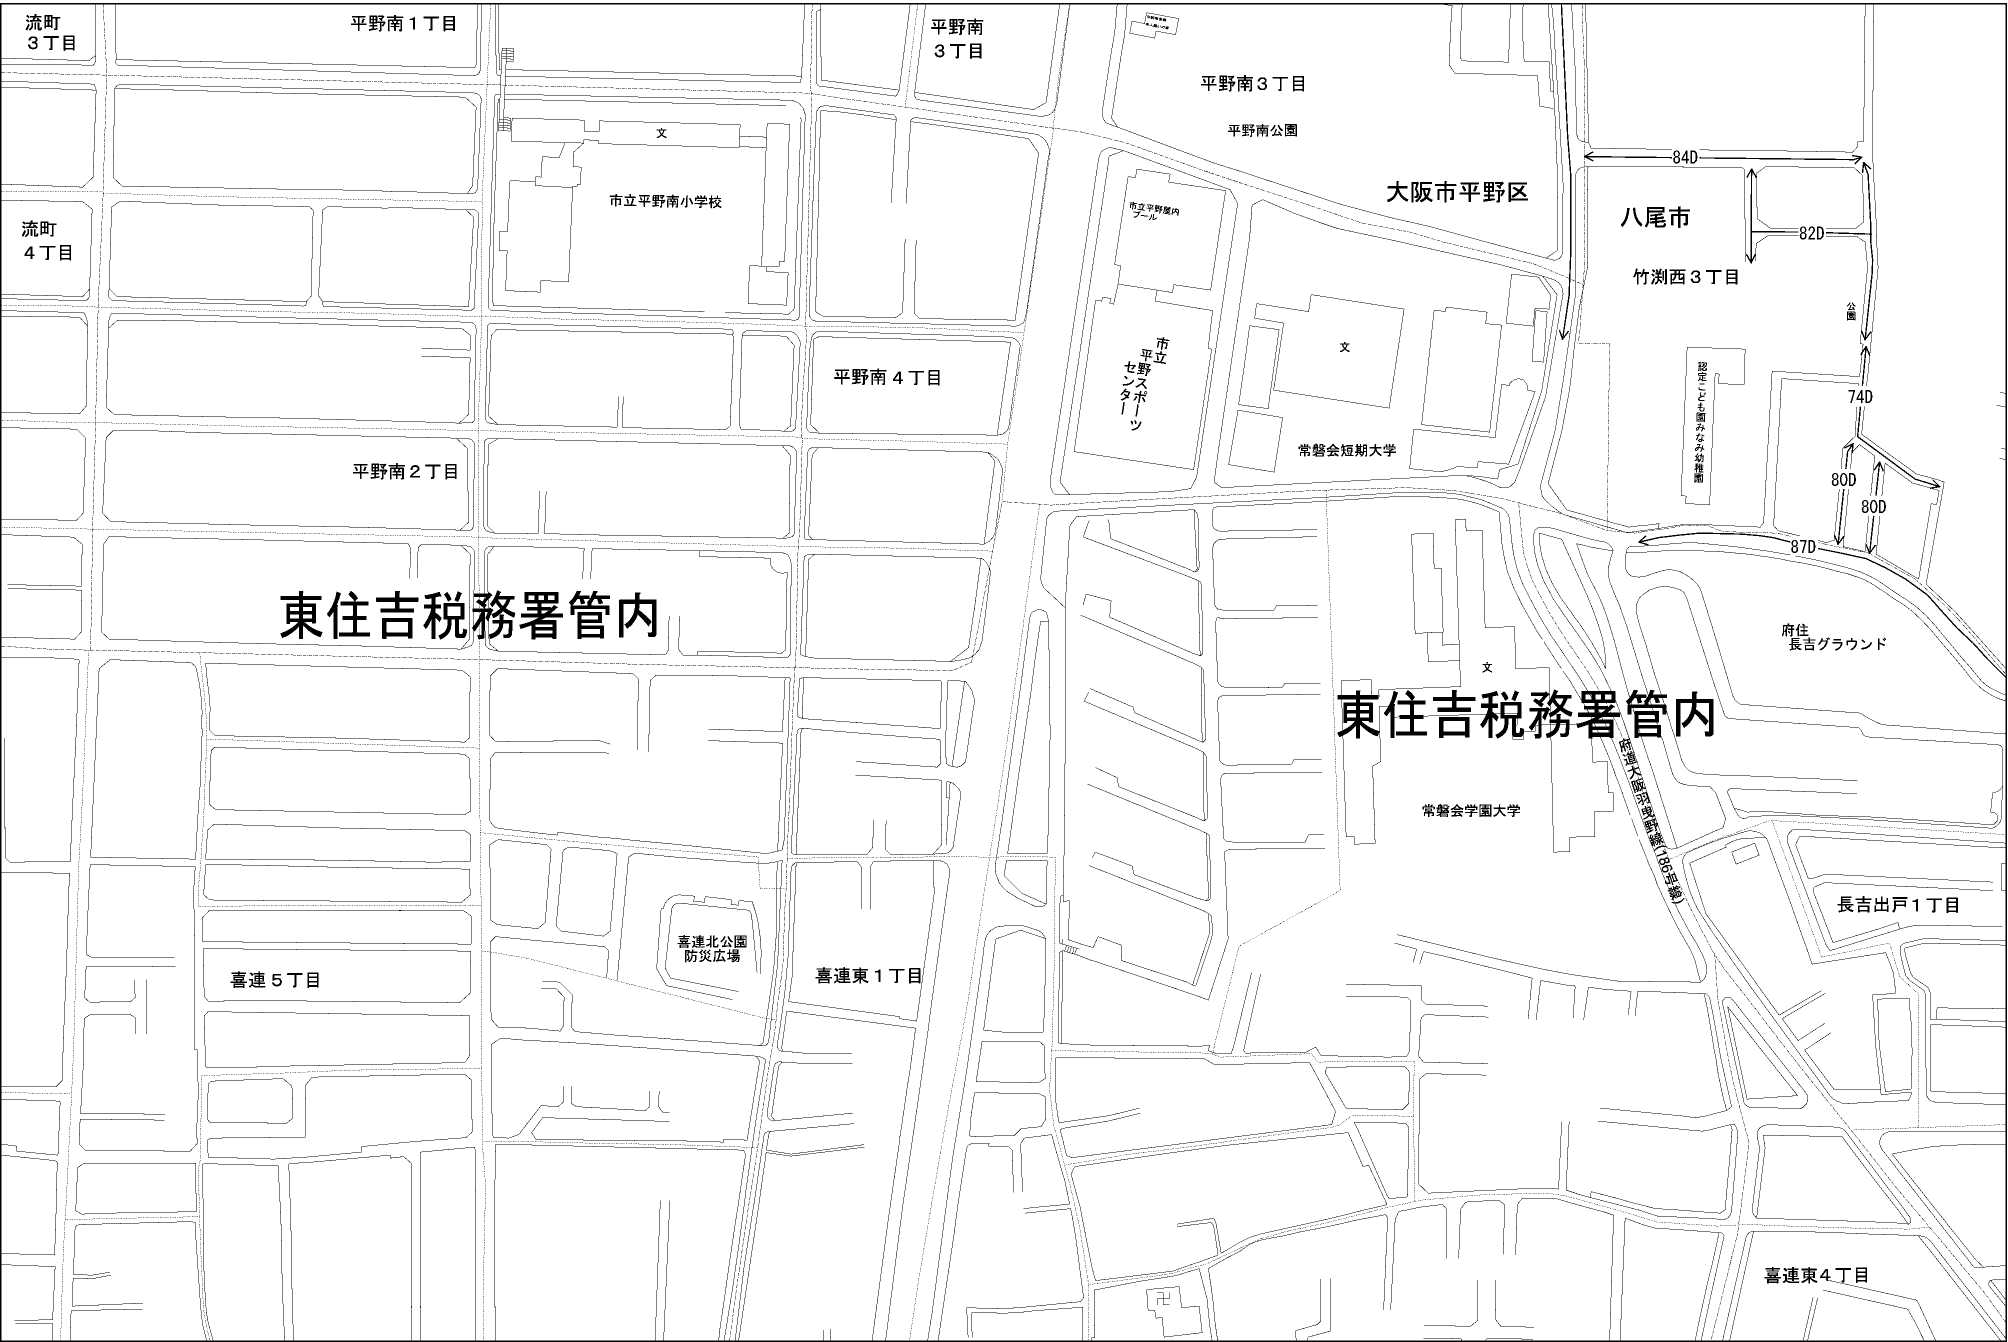 流町
３丁目
平野南１丁目
平野南
３丁目
平野南３丁目
平野南公園
文
市立平野南小学校
市立平野屋内
プール
大阪市平野区
84D
八尾市
82D
竹渕西３丁目
流町
４丁目
公園
市立
平野スポーツ
センター
文
平野南４丁目
認定こども園みなみ幼稚園
74D
常磐会短期大学
平野南２丁目
80D
80D
87D
東住吉税務署管内
府住
長吉グラウンド
文
東住吉税務署管内
府道大阪羽曳野線(186号線)
常磐会学園大学
長吉出戸１丁目
喜連北公園
防災広場
喜連５丁目
喜連東１丁目
喜連東４丁目